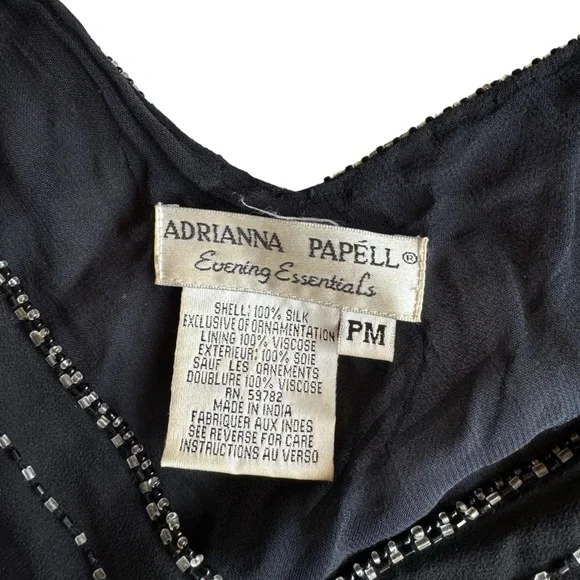 ADRIANNA PAPÉLL®
Evening Essentials
PM
SHELL: 100% SILK
EXCLUSIVE OF ORNAMENTATION
LINING 100% VISCOSE
EXTERIEUR: 100% SOIE
SAUF LES ORNEMENTS
DOUBLURE 100% VISCOSE
RN. 59782
MADE IN INDIA
FABRIQUER AUX INDES
SEE REVERSE FOR CARE
INSTRUCTIONS AU VERSO